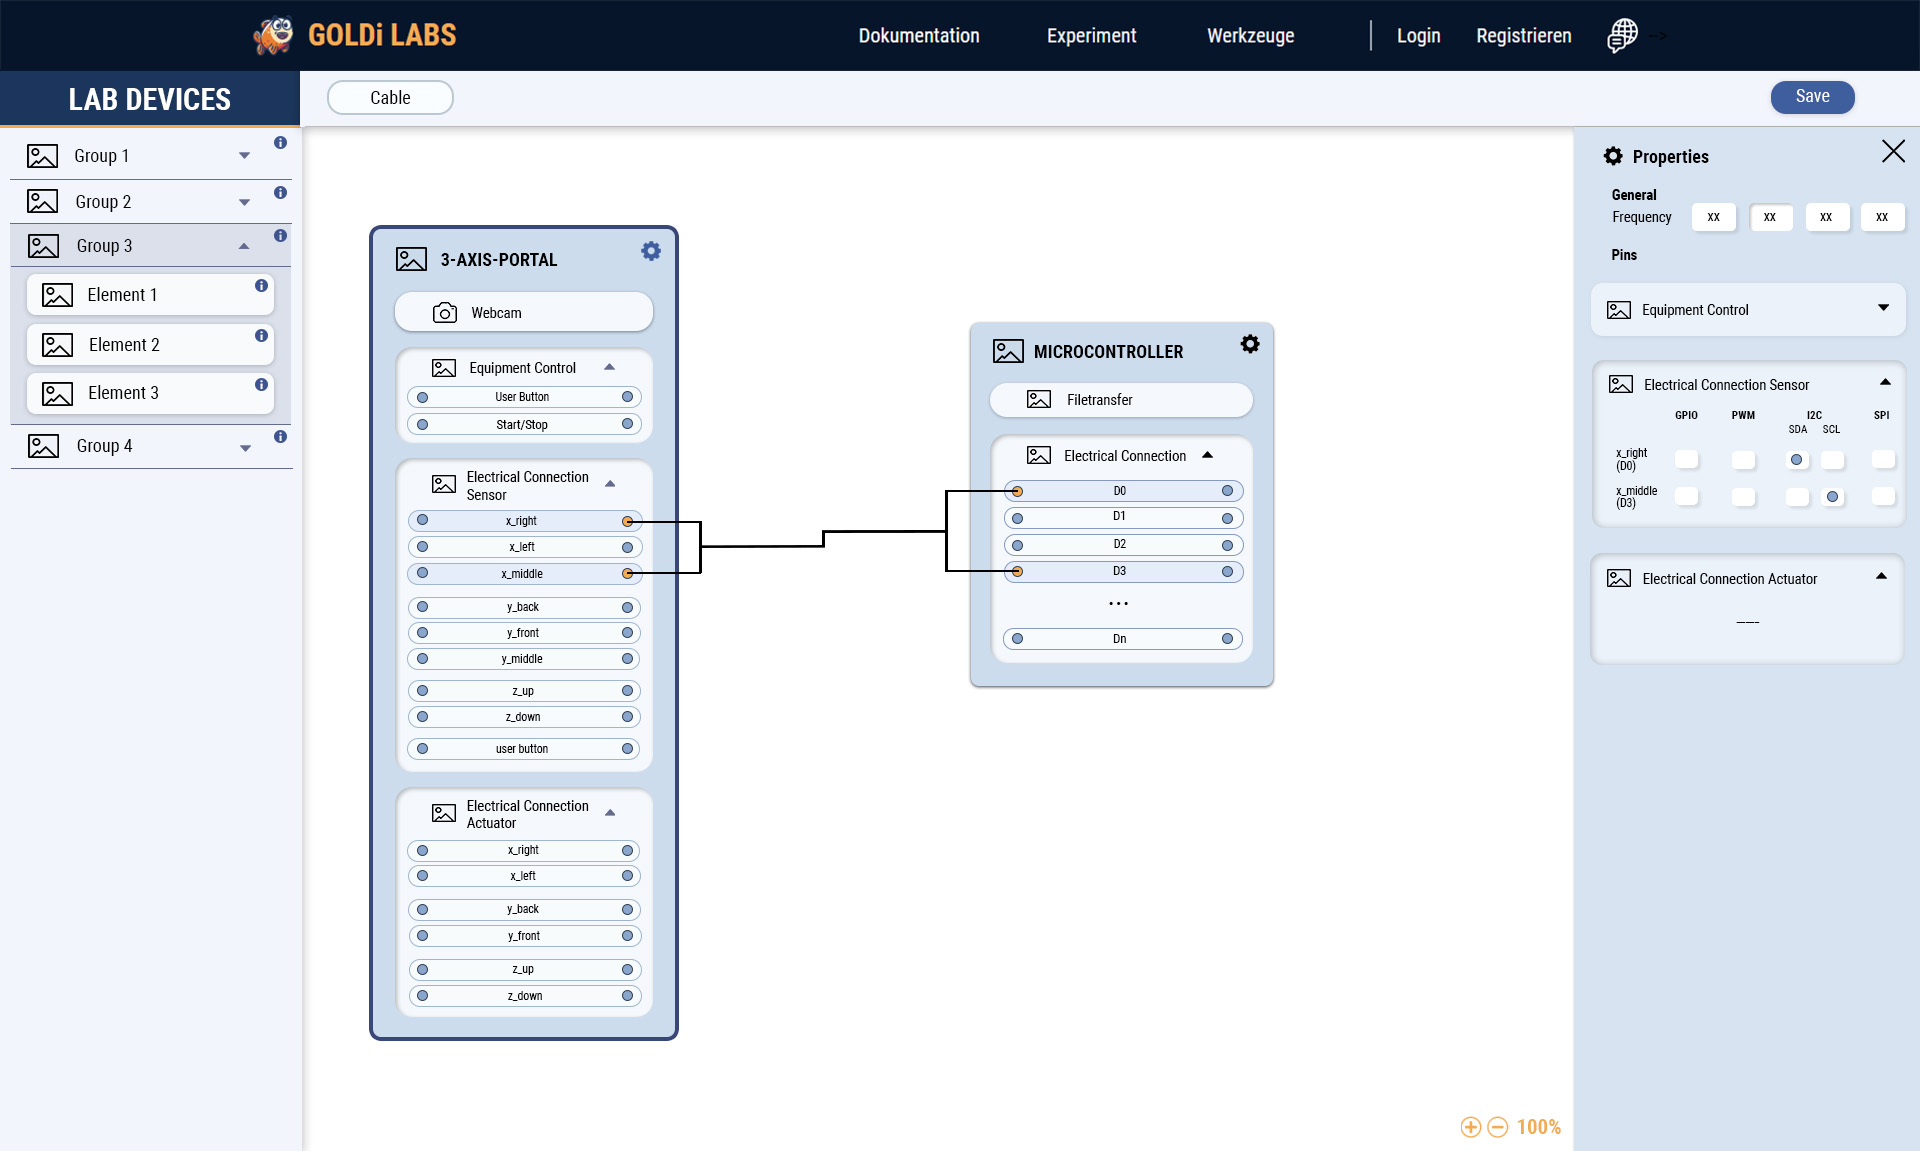 GOLDi LABS
Dokumentation
Experiment
Werkzeuge
Login
Registrieren
-->
LAB DEVICES
Cable
Save
Group 1
Group 2
Group 3
Element 1
Element 2
Element 3
Group 4
3-AXIS-PORTAL
Webcam
Equipment Control
User Button
Start/Stop
Electrical Connection
Sensor
x_right
x_left
x_middle
y_back
y_front
y_middle
z_up
z_down
user button
Electrical Connection
Actuator
x_right
x_left
y_back
y_front
z_up
z_down
MICROCONTROLLER
Filetransfer
Electrical Connection
D0
D1
D2
D3
...
Dn
Properties
General
Frequency xx xx xx xx
Pins
Equipment Control
Electrical Connection Sensor
GPIO PWM I2C SPI
SDA SCL
x_right
(D0)
x_middle
(D3)
Electrical Connection Actuator
100%